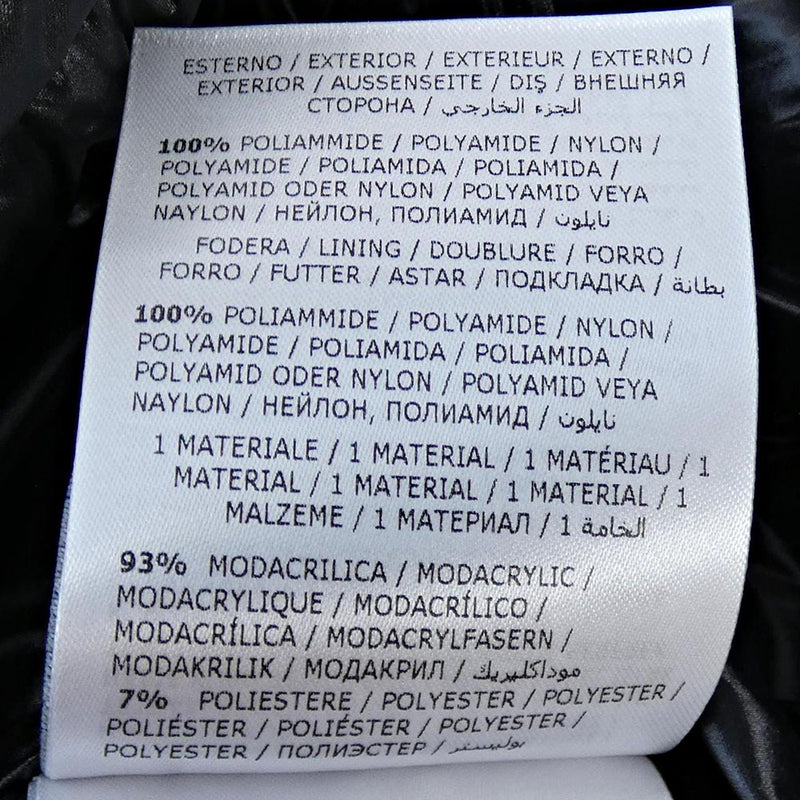 ESTERNO / EXTERIOR / EXTERIEUR / EXTERNO /
EXTERIOR / AUSSENSEITE / DIŞ / ВНЕШНЯЯ
СТОРОНА / الجزء الخارجي
100% POLIAMMIDE / POLYAMIDE / NYLON /
POLYAMIDE / POLIAMIDA / POLIAMIDA /
POLYAMID ODER NYLON / POLYAMID VEYA
NAYLON / НЕЙЛОН, ПОЛИАМИД / نايلون
FODERA / LINING / DOUBLURE / FORRO /
FORRO / FUTTER / ASTAR / ПОДКЛАДКА / بطانة
100% POLIAMMIDE / POLYAMIDE / NYLON /
POLYAMIDE / POLIAMIDA / POLIAMIDA /
POLYAMID ODER NYLON / POLYAMID VEYA
NAYLON / НЕЙЛОН, ПОЛИАМИД / نايلون
1 MATERIALE / 1 MATERIAL / 1 MATÉRIAU / 1
MATERIAL / 1 MATERIAL / 1 MATERIAL / 1
MALZEME / 1 МАТЕРИАЛ / 1 الخامة
93% MODACRILICA / MODACRYLIC /
MODACRYLIQUE / MODACRÍLICO /
MODACRÍLICA / MODACRYLFASERN /
MODAKRILIK / МОДАКРИЛ / موداكليريك
7% POLIESTERE / POLYESTER / POLYESTER /
POLIÉSTER / POLIÉSTER / POLYESTER /
POLYESTER / ПОЛИЭСТЕР / بوليستر